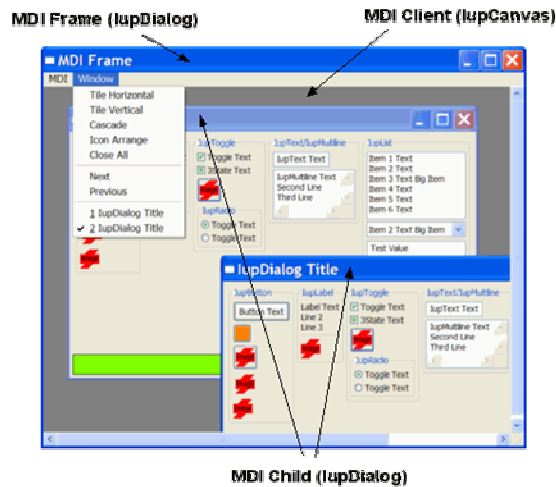 MDI Frame (IupDialog)
MDI Client (IupCanvas)
MDI Frame
MDI Window
Tile Horizontal
Tile Vertical
Cascade
Icon Arrange
Close All
Next
Previous
1 IupDialog Title
2 IupDialog Title
IupToggle
Toggle Text
3State Text
IupRadio
Toggle Text
Toggle Text
IupText/IupMultiline
IupText Text
IupMultiline Text
Second Line
Third Line
IupList
Item 1 Text
Item 2 Text
Item 3 Text Big Item
Item 4 Text
Item 5 Text
Item 6 Text
Item 2 Text Big Item
Test Value
IupDialog Title
IupButton
Button Text
Image
Image
Image
IupLabel
Label Text
Line 2
Line 3
IupToggle
Toggle Text
3State Text
IupRadio
Toggle Text
Toggle Text
IupText/IupMultiline
IupText Text
IupMultiline Text
Second Line
Third Line
MDI Child (IupDialog)